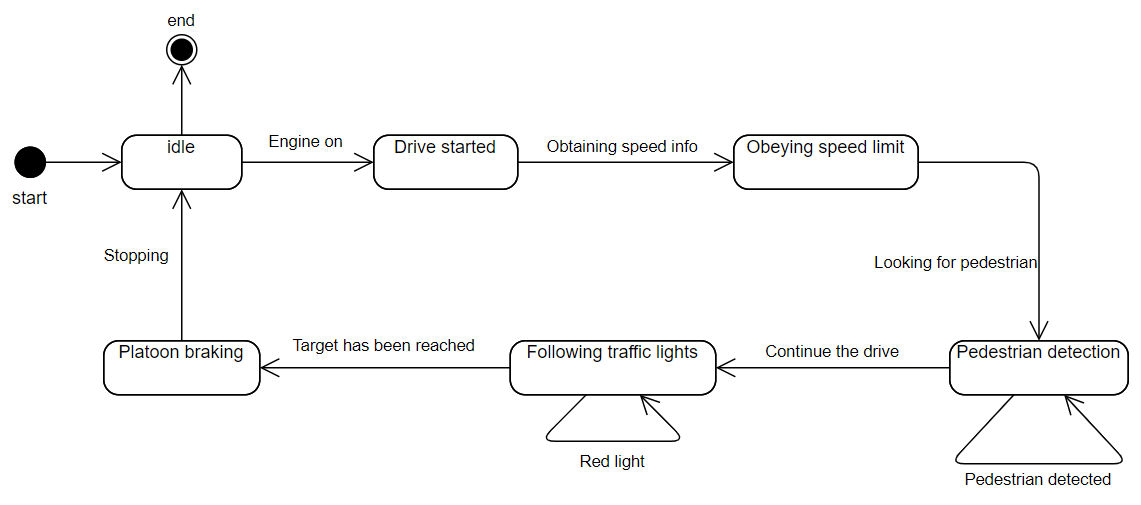 end
idle
Engine on
Drive started
Obtaining speed info
Obeying speed limit
start
Stopping
Looking for pedestrian
Platoon braking
Target has been reached
Following traffic lights
Continue the drive
Pedestrian detection
Red light
Pedestrian detected